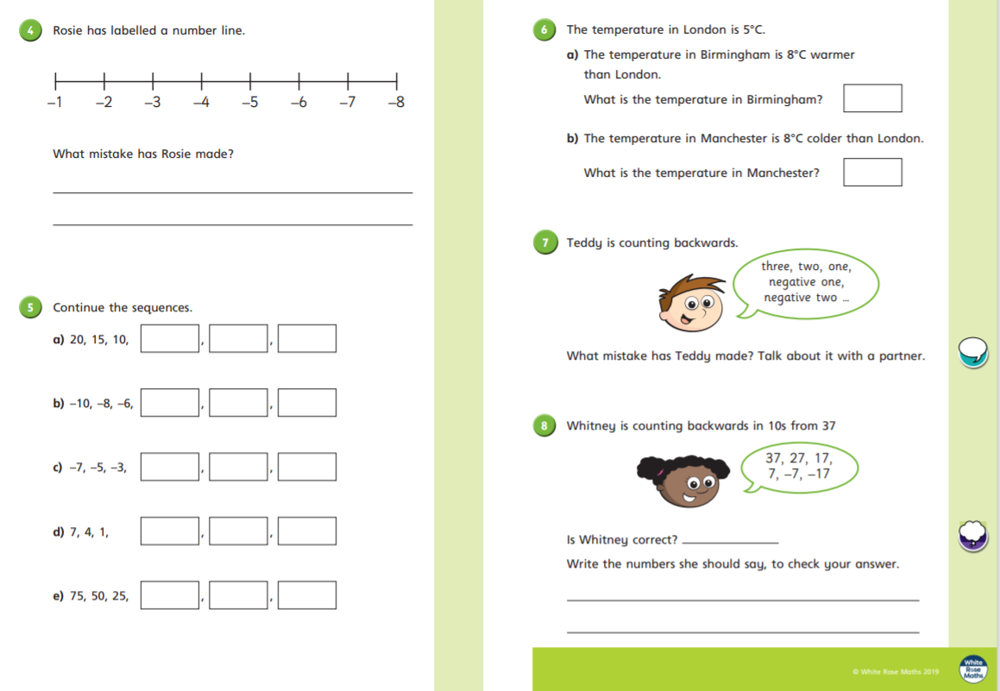 4 Rosie has labelled a number line.
–1 –2 –3 –4 –5 –6 –7 –8
What mistake has Rosie made?
5 Continue the sequences.
a) 20, 15, 10, , ,
b) –10, –8, –6, , ,
c) –7, –5, –3, , ,
d) 7, 4, 1, , ,
e) 75, 50, 25, , ,
6 The temperature in London is 5°C.
a) The temperature in Birmingham is 8°C warmer
than London.
What is the temperature in Birmingham?
b) The temperature in Manchester is 8°C colder than London.
What is the temperature in Manchester?
7 Teddy is counting backwards.
three, two, one,
negative one,
negative two ...
What mistake has Teddy made? Talk about it with a partner.
8 Whitney is counting backwards in 10s from 37
37, 27, 17,
7, –7, –17
Is Whitney correct?
Write the numbers she should say, to check your answer.
© White Rose Maths 2019
White
Rose
Maths